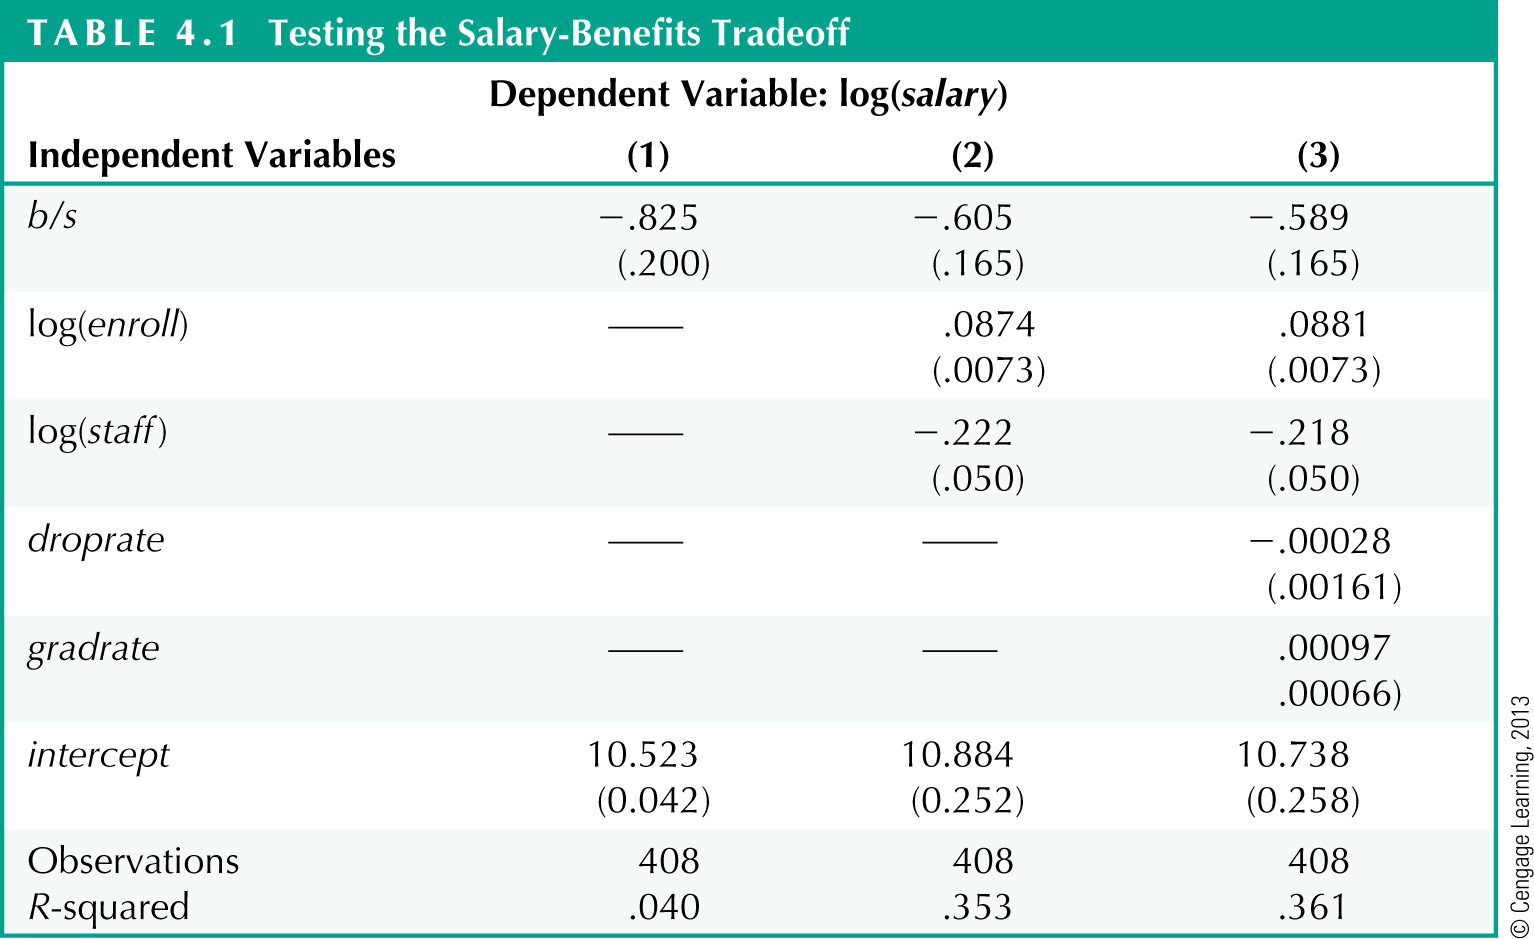 TABLE 4.1 Testing the Salary-Benefits Tradeoff
Dependent Variable: log(salary)
Independent Variables (1) (2) (3)
b/s −.825 −.605 −.589
(.200) (.165) (.165)
log(enroll) —— .0874 .0881
(.0073) (.0073)
log(staff) —— −.222 −.218
(.050) (.050)
droprate —— —— −.00028
(.00161)
gradrate —— —— .00097
.00066)
intercept 10.523 10.884 10.738
(0.042) (0.252) (0.258)
Observations 408 408 408
R-squared .040 .353 .361
© Cengage Learning, 2013